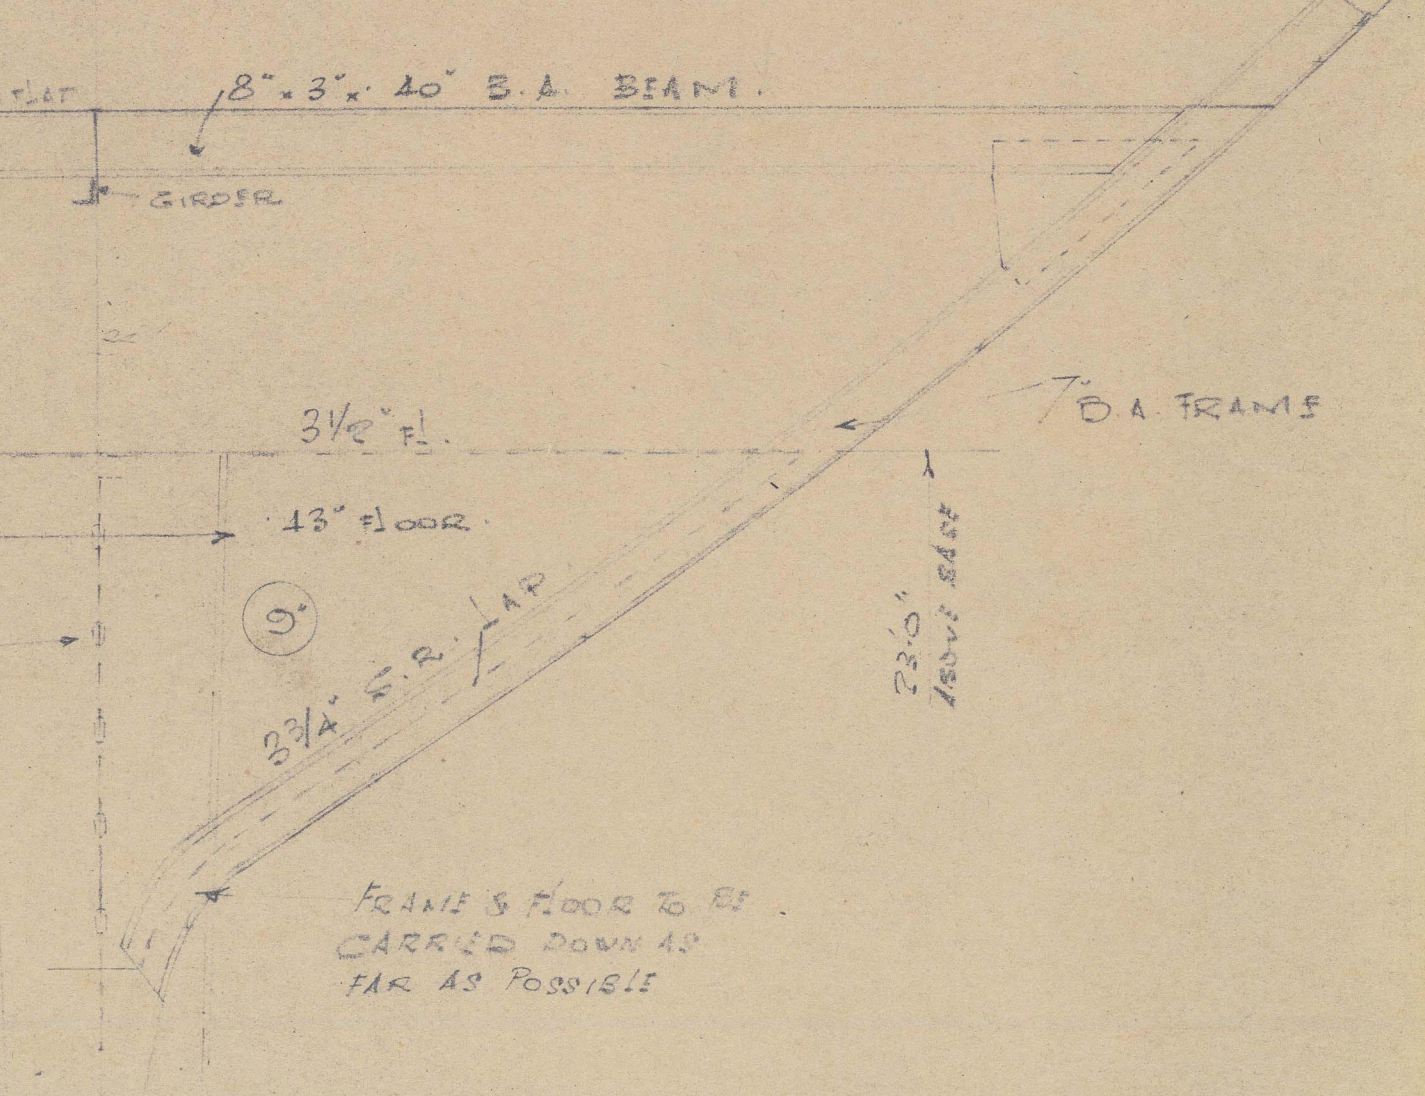 FLAT
8" × 3" × .40" B.A. BEAM.
GIRDER
7" B.A. FRAME
3½" Fl.
13" FLOOR.
9"
3¾" S.R. LAP
23'.0"
ABOVE BASE
FRAME & FLOOR TO BE
CARRIED DOWN AS
FAR AS POSSIBLE